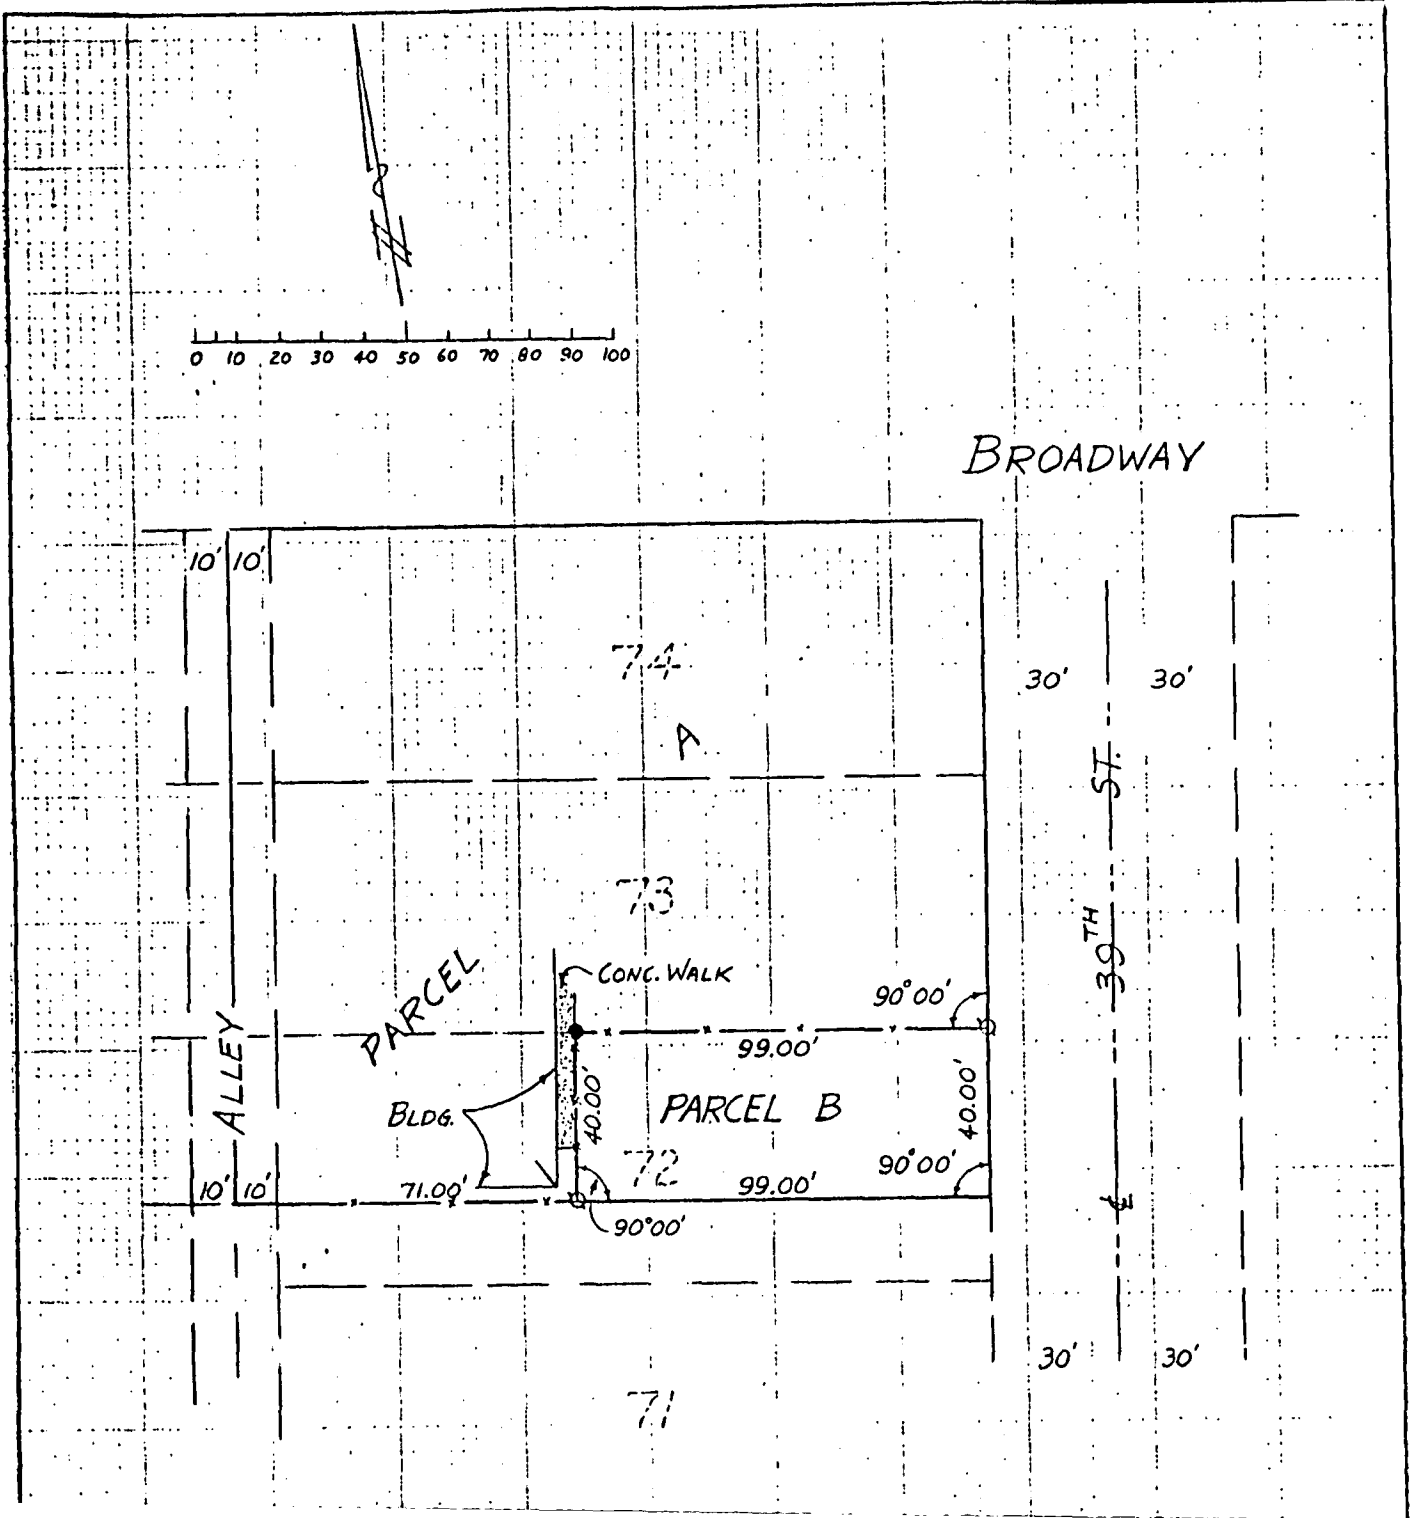 N
0 10 20 30 40 50 60 70 80 90 100
BROADWAY
10' 10'
74
30' 30'
A
39TH ST.
73
PARCEL
CONC. WALK
90°00'
99.00'
ALLEY
BLDG.
40.00'
PARCEL B
40.00'
72
90°00'
10' 10'
71.00'
99.00'
90°00'
℄
30' 30'
71